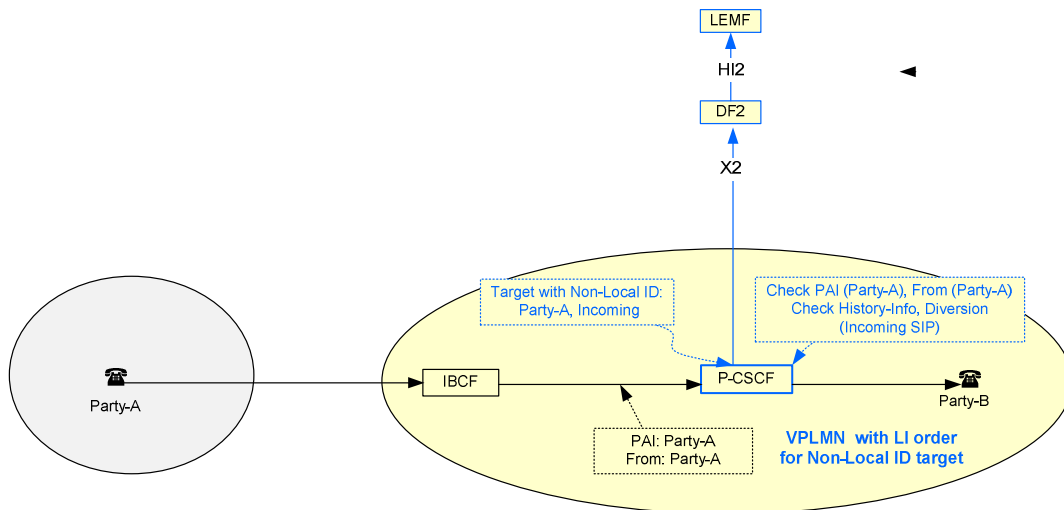 LEMF
HI2
DF2
X2
Target with Non-Local ID:
Party-A, Incoming
Check PAI (Party-A), From (Party-A)
Check History-Info, Diversion
(Incoming SIP)
IBCF
P-CSCF
Party-A
Party-B
PAI: Party-A
From: Party-A
VPLMN with LI order
for Non-Local ID target